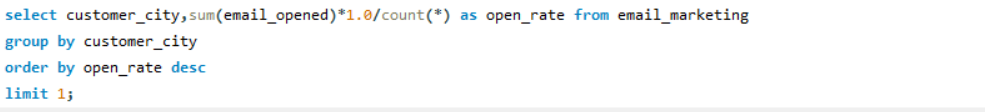 select customer_city,sum(email_opened)*1.0/count(*) as open_rate from email_marketing
group by customer_city
order by open_rate desc
limit 1;